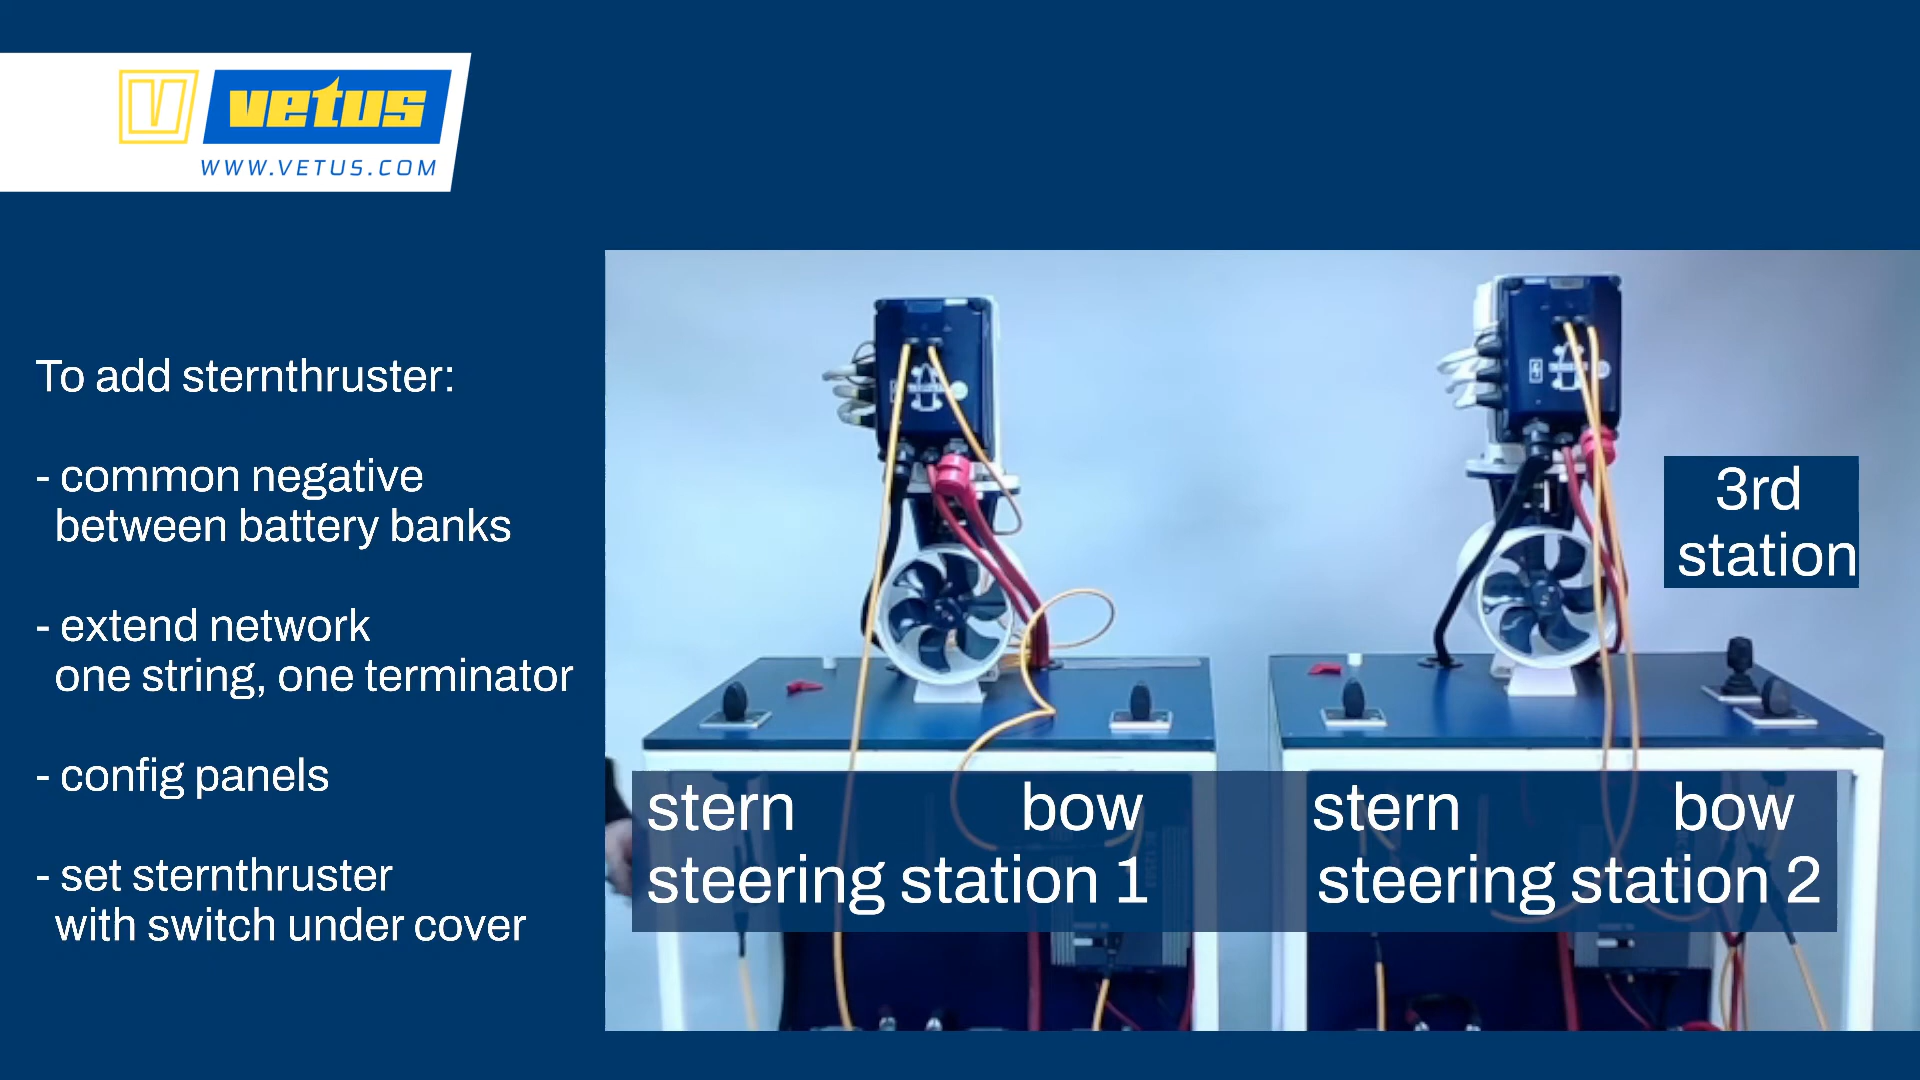 V vetus
WWW.VETUS.COM
To add sternthruster:
- common negative
between battery banks
- extend network
one string, one terminator
- config panels
- set sternthruster
with switch under cover
3rd
station
stern bow
steering station 1
stern bow
steering station 2